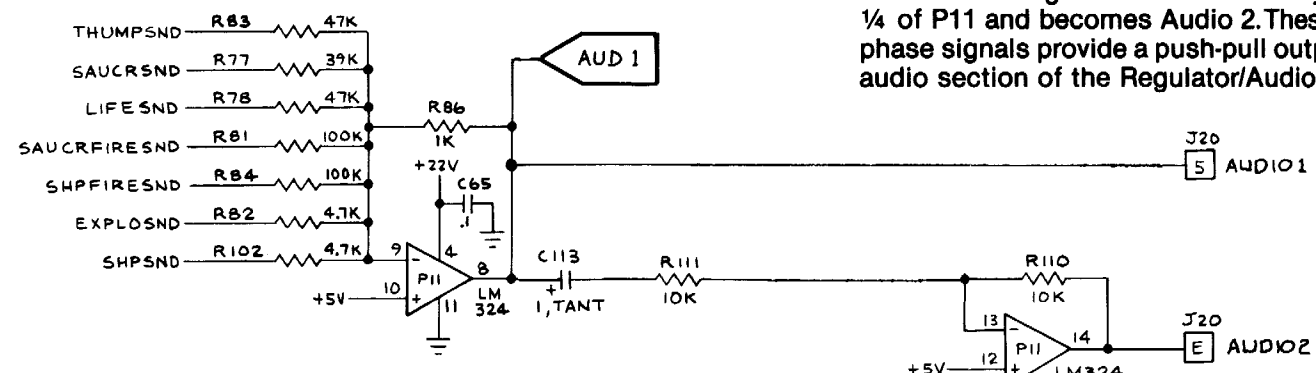 ¼ of P11 and becomes Audio 2. Thes
phase signals provide a push-pull outp
audio section of the Regulator/Audio
THUMPSND R83 47K
SAUCRSND R77 39K
LIFESND R78 47K
SAUCRFIRESND R81 100K
SHPFIRESND R84 100K
EXPLOSND R82 4.7K
SHPSND R102 4.7K
AUD 1
R86
1K
+22V
C65
.1
9 - 4
P11
8
LM
324
+5V 10 +
11
C113
+
1, TANT
R111
10K
R110
10K
13 -
P11
14
+5V 12 +
LM324
J20
S AUDIO1
J20
E AUDIO2